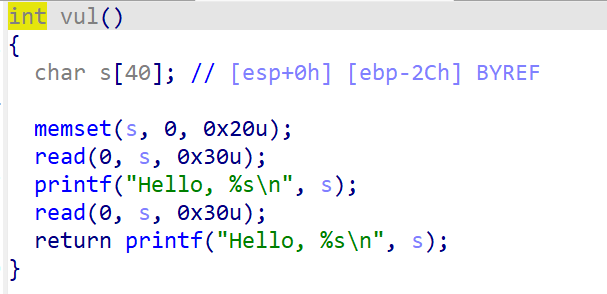 int vul()
{
char s[40]; // [esp+0h] [ebp-2Ch] BYREF
memset(s, 0, 0x20u);
read(0, s, 0x30u);
printf("Hello, %s\n", s);
read(0, s, 0x30u);
return printf("Hello, %s\n", s);
}